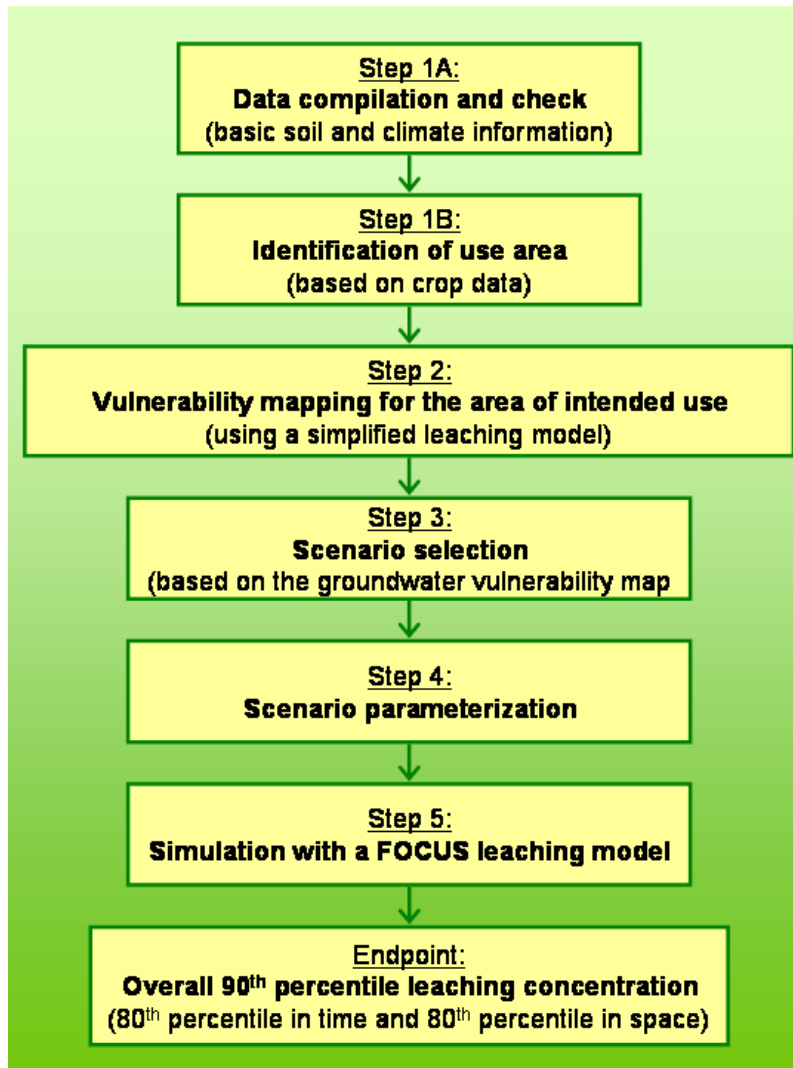 Step 1A:
Data compilation and check
(basic soil and climate information)
Step 1B:
Identification of use area
(based on crop data)
Step 2:
Vulnerability mapping for the area of intended use
(using a simplified leaching model)
Step 3:
Scenario selection
(based on the groundwater vulnerability map
Step 4:
Scenario parameterization
Step 5:
Simulation with a FOCUS leaching model
Endpoint:
Overall 90th percentile leaching concentration
(80th percentile in time and 80th percentile in space)